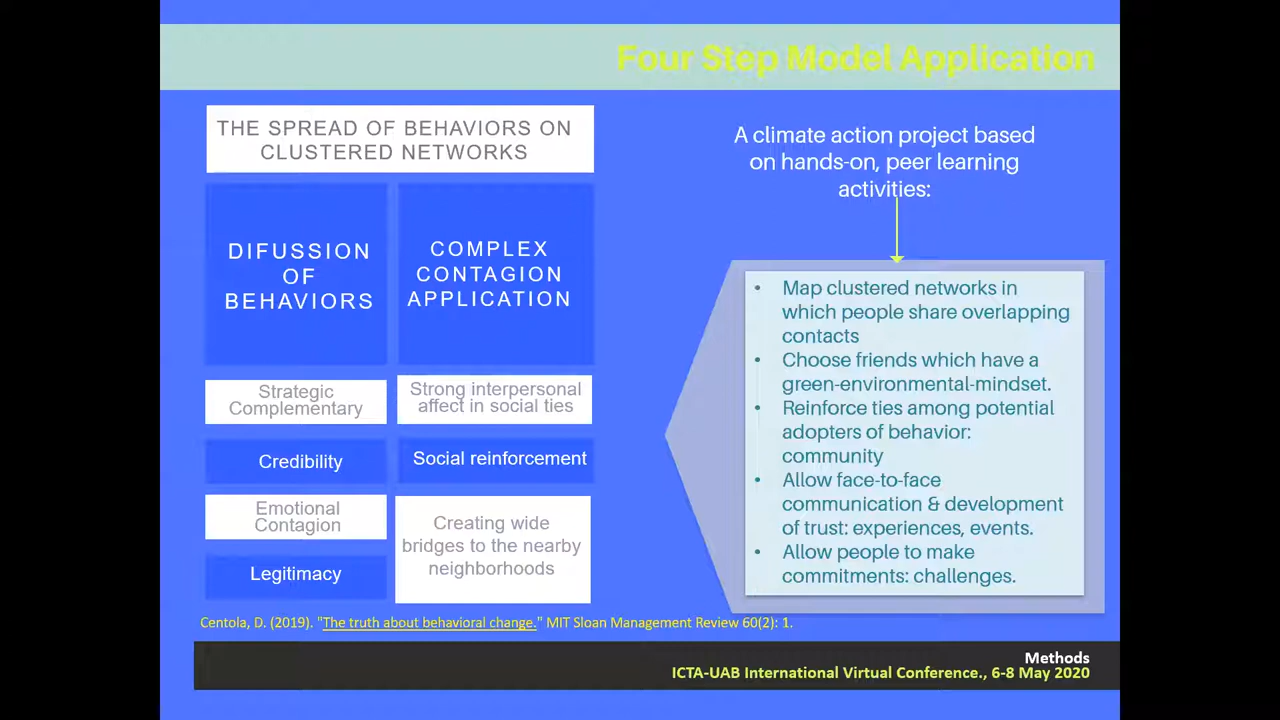 Four Step Model Application
THE SPREAD OF BEHAVIORS ON
CLUSTERED NETWORKS
DIFUSSION
OF
BEHAVIORS
COMPLEX
CONTAGION
APPLICATION
Strategic
Complementary
Strong interpersonal
affect in social ties
Credibility
Social reinforcement
Emotional
Contagion
Creating wide
bridges to the nearby
neighborhoods
Legitimacy
A climate action project based
on hands-on, peer learning
activities:
• Map clustered networks in
which people share overlapping
contacts
• Choose friends which have a
green-environmental-mindset.
• Reinforce ties among potential
adopters of behavior:
community
• Allow face-to-face
communication & development
of trust: experiences, events.
• Allow people to make
commitments: challenges.
Centola, D. (2019). "The truth about behavioral change." MIT Sloan Management Review 60(2): 1.
Methods
ICTA-UAB International Virtual Conference., 6-8 May 2020